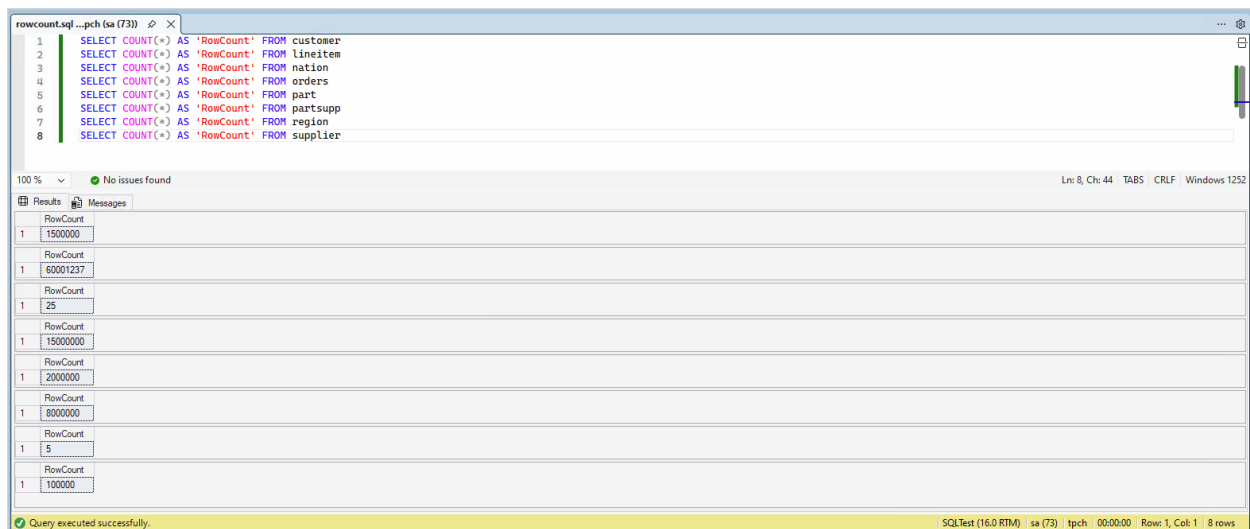 rowcount.sql ...pch (sa (73))
1 SELECT COUNT(*) AS 'RowCount' FROM customer
2 SELECT COUNT(*) AS 'RowCount' FROM lineitem
3 SELECT COUNT(*) AS 'RowCount' FROM nation
4 SELECT COUNT(*) AS 'RowCount' FROM orders
5 SELECT COUNT(*) AS 'RowCount' FROM part
6 SELECT COUNT(*) AS 'RowCount' FROM partsupp
7 SELECT COUNT(*) AS 'RowCount' FROM region
8 SELECT COUNT(*) AS 'RowCount' FROM supplier
100 % No issues found Ln: 8, Ch: 44 TABS CRLF Windows 1252
Results Messages
RowCount
1 1500000
RowCount
1 60001237
RowCount
1 25
RowCount
1 15000000
RowCount
1 2000000
RowCount
1 8000000
RowCount
1 5
RowCount
1 100000
Query executed successfully. SQLTest (16.0 RTM) sa (73) tpch 00:00:00 Row: 1, Col: 1 8 rows